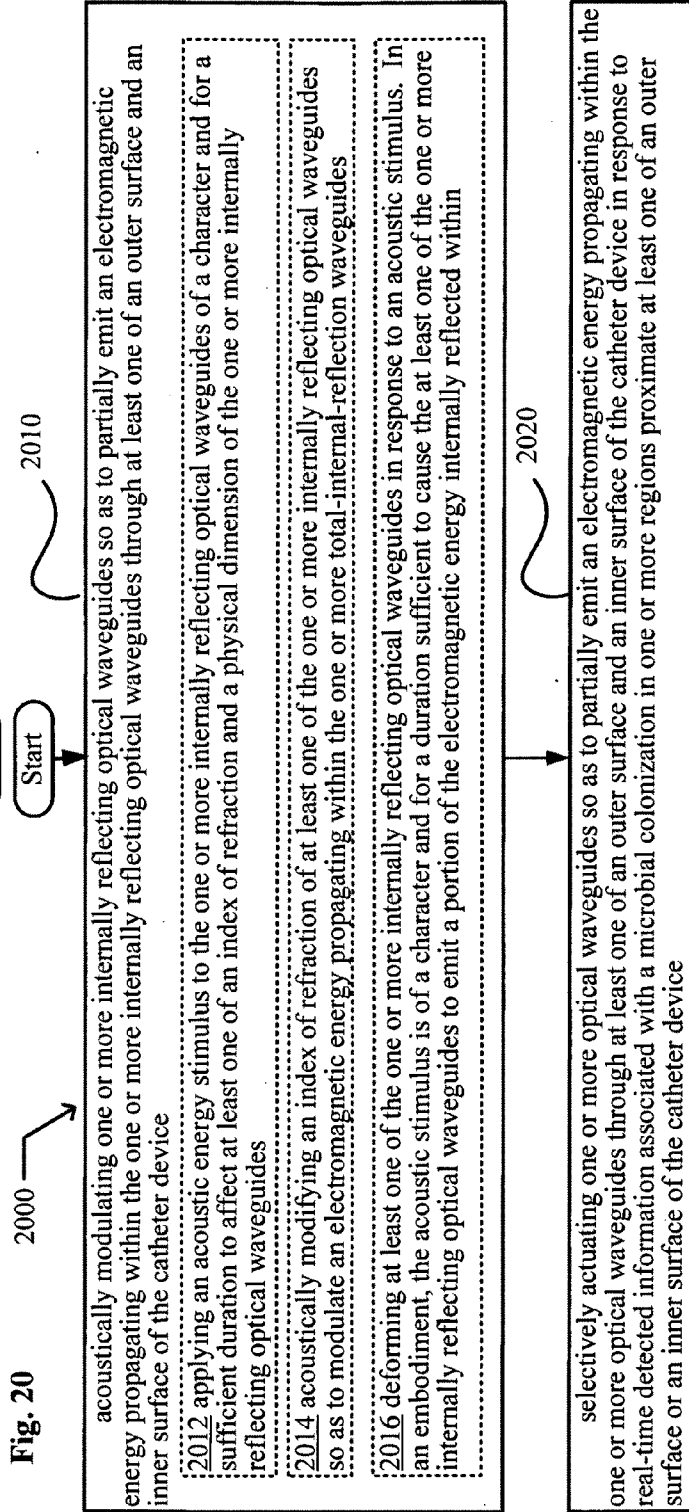 Fig. 20
2000
Start
2010
acoustically modulating one or more internally reflecting optical waveguides so as to partially emit an electromagnetic
energy propagating within the one or more internally reflecting optical waveguides through at least one of an outer surface and an
inner surface of the catheter device
2012 applying an acoustic energy stimulus to the one or more internally reflecting optical waveguides of a character and for a
sufficient duration to affect at least one of an index of refraction and a physical dimension of the one or more internally
reflecting optical waveguides
2014 acoustically modifying an index of refraction of at least one of the one or more internally reflecting optical waveguides
so as to modulate an electromagnetic energy propagating within the one or more total-internal-reflection waveguides
2016 deforming at least one of the one or more internally reflecting optical waveguides in response to an acoustic stimulus. In
an embodiment, the acoustic stimulus is of a character and for a duration sufficient to cause the at least one of the one or more
internally reflecting optical waveguides to emit a portion of the electromagnetic energy internally reflected within
2020
selectively actuating one or more optical waveguides so as to partially emit an electromagnetic energy propagating within the
one or more optical waveguides through at least one of an outer surface and an inner surface of the catheter device in response to
real-time detected information associated with a microbial colonization in one or more regions proximate at least one of an outer
surface or an inner surface of the catheter device